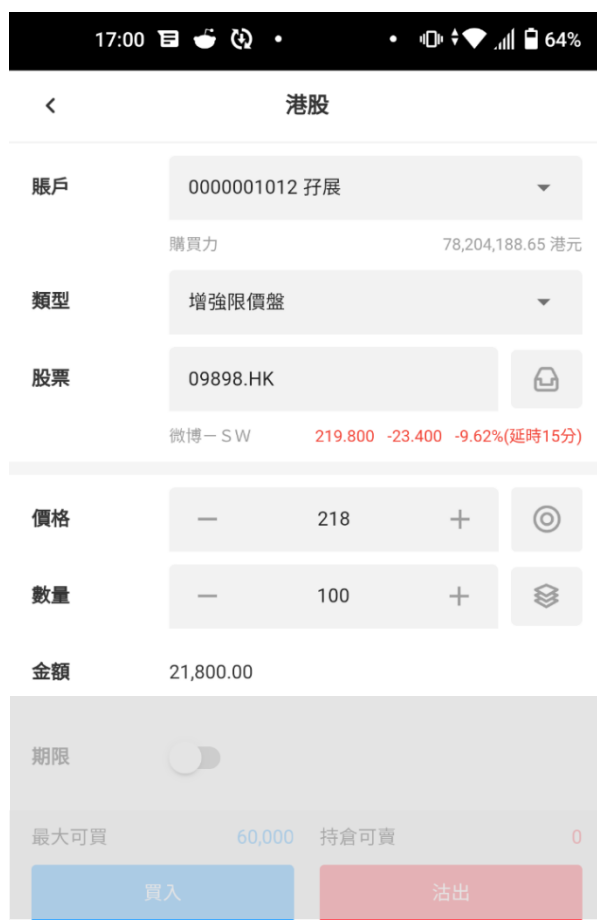 17:00 64%
港股
賬戶 0000001012 孖展
購買力 78,204,188.65 港元
類型 增強限價盤
股票 09898.HK
微博－ＳＷ 219.800 -23.400 -9.62%(延時15分)
價格 — 218 +
數量 — 100 +
金額 21,800.00
期限
最大可買 60,000 持倉可賣 0
買入 沽出